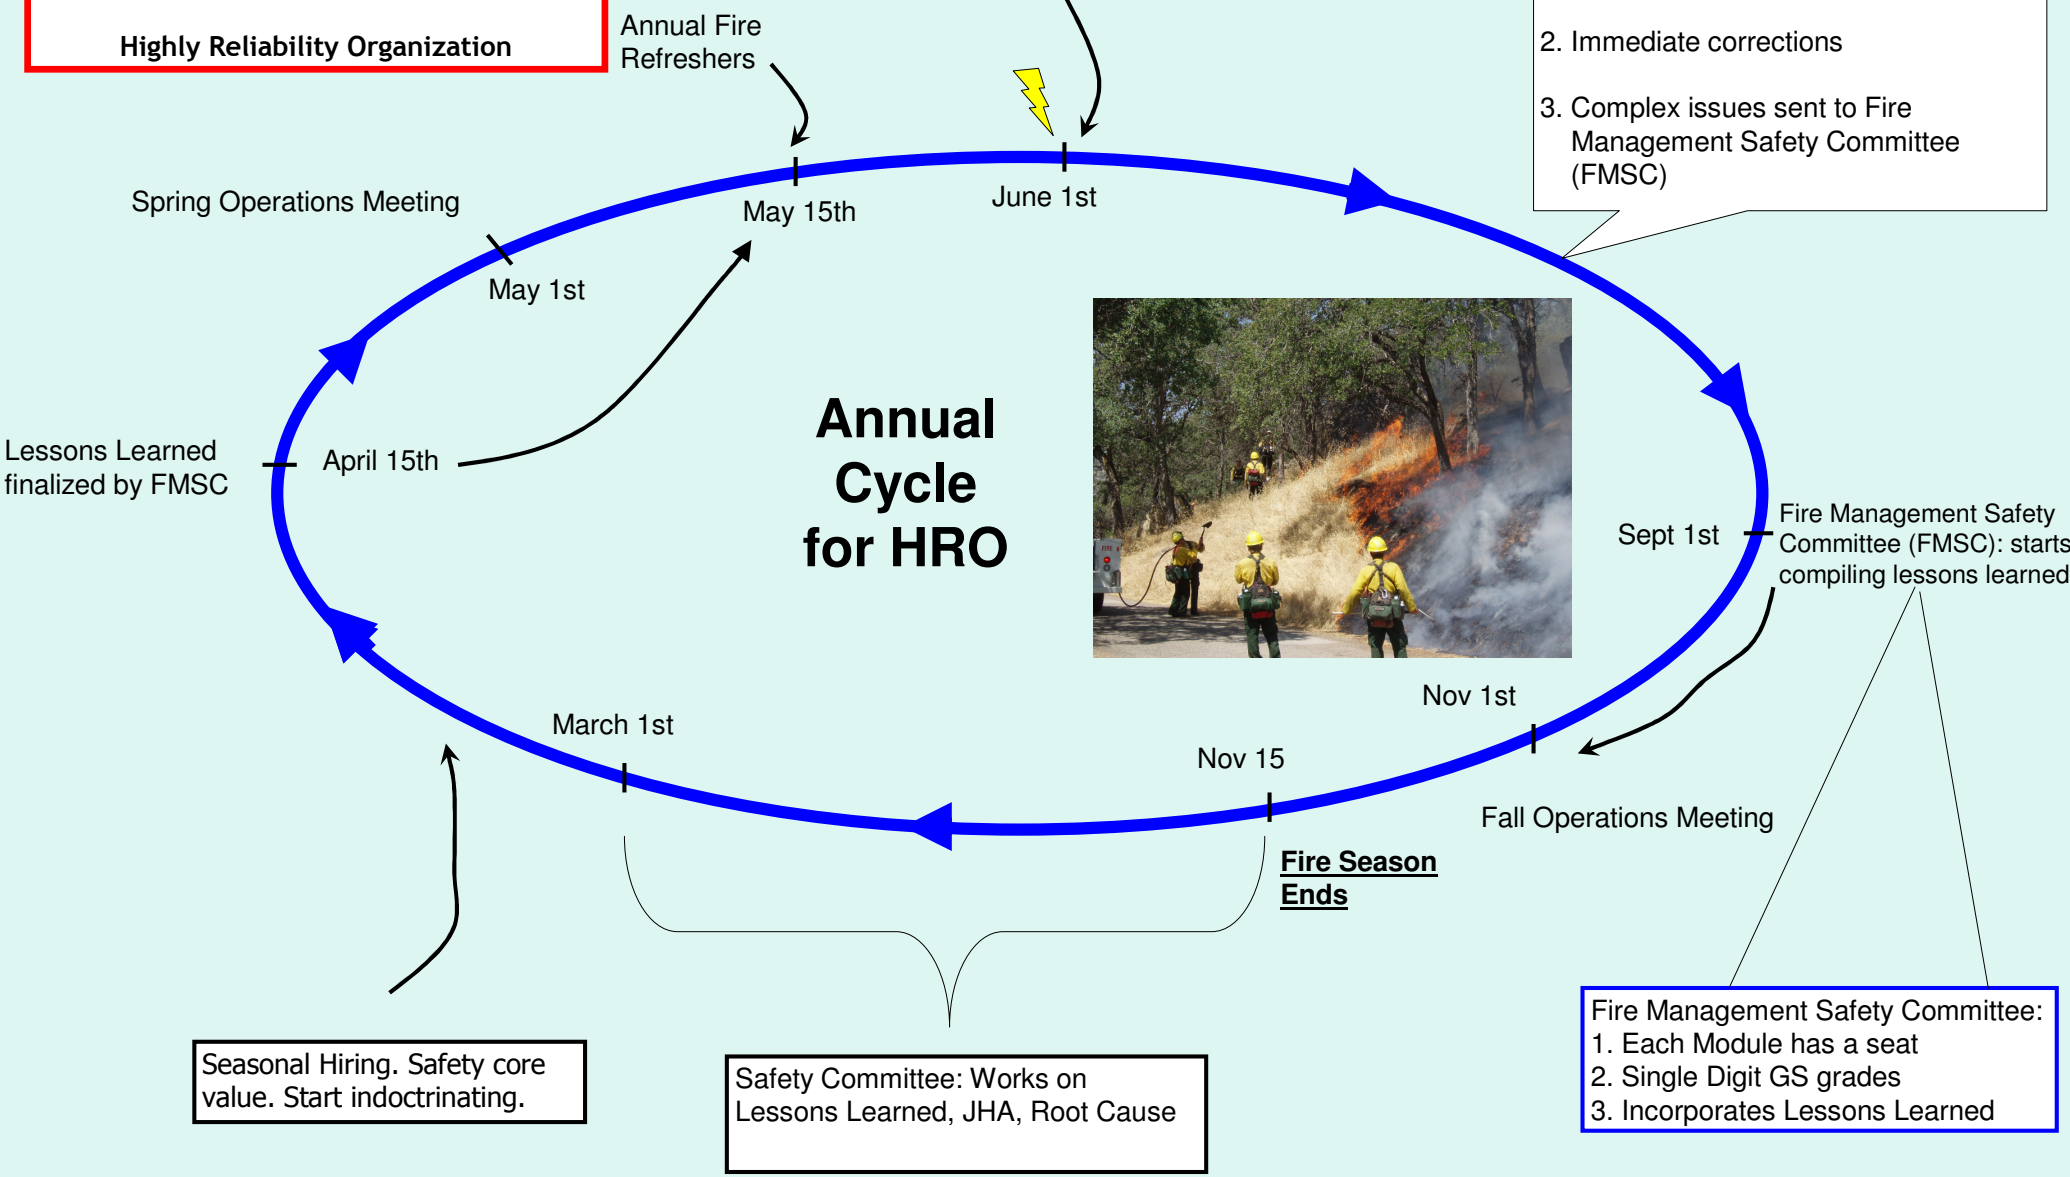 Highly Reliability Organization
Annual Fire
Refreshers
2. Immediate corrections
3. Complex issues sent to Fire
Management Safety Committee
(FMSC)
Spring Operations Meeting
May 15th
June 1st
May 1st
Annual
Cycle
for HRO
Lessons Learned
finalized by FMSC
April 15th
Sept 1st
Fire Management Safety
Committee (FMSC): starts
compiling lessons learned
Nov 1st
March 1st
Nov 15
Fall Operations Meeting
Fire Season
Ends
Seasonal Hiring. Safety core
value. Start indoctrinating.
Safety Committee: Works on
Lessons Learned, JHA, Root Cause
Fire Management Safety Committee:
1. Each Module has a seat
2. Single Digit GS grades
3. Incorporates Lessons Learned
FIRE